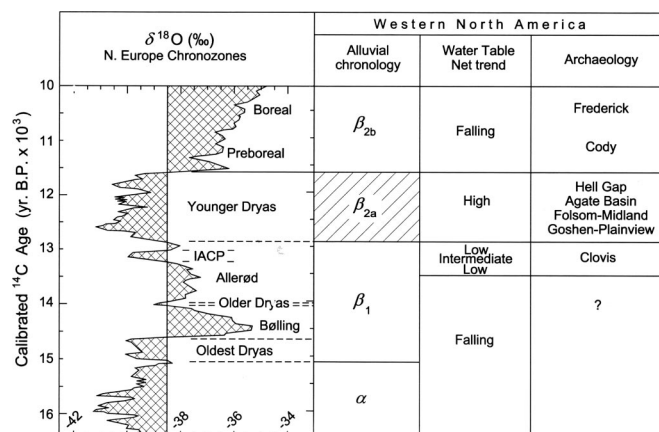 δ 18O (‰)
N. Europe Chronozones
Western North America
Alluvial
chronology
Water Table
Net trend
Archaeology
Calibrated 14C Age (yr. B.P. x 103)
10
11
12
13
14
15
16
Boreal
Preboreal
Younger Dryas
IACP
Allerød
Older Dryas
Bølling
Oldest Dryas
-42
-38
-36
-34
β2b
β2a
β1
α
Falling
High
Low
Intermediate
Low
Falling
Frederick
Cody
Hell Gap
Agate Basin
Folsom-Midland
Goshen-Plainview
Clovis
?